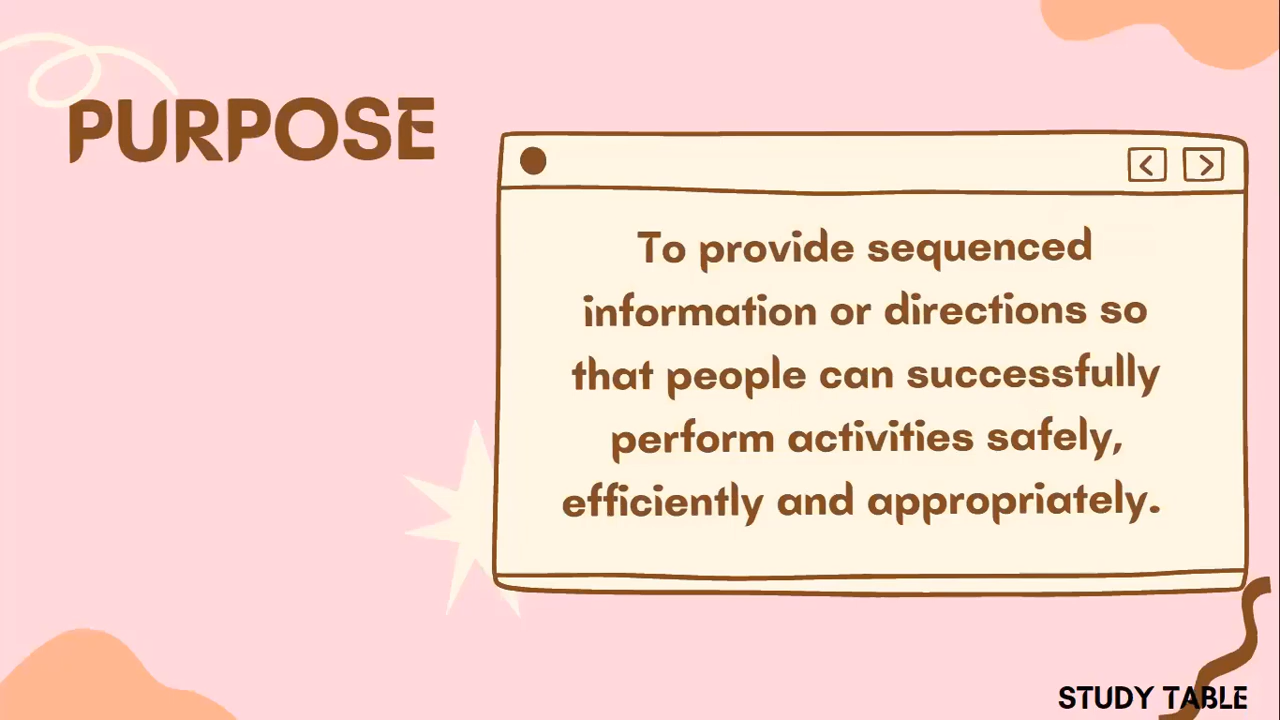 PURPOSE
To provide sequenced
information or directions so
that people can successfully
perform activities safely,
efficiently and appropriately.
STUDY TABLE